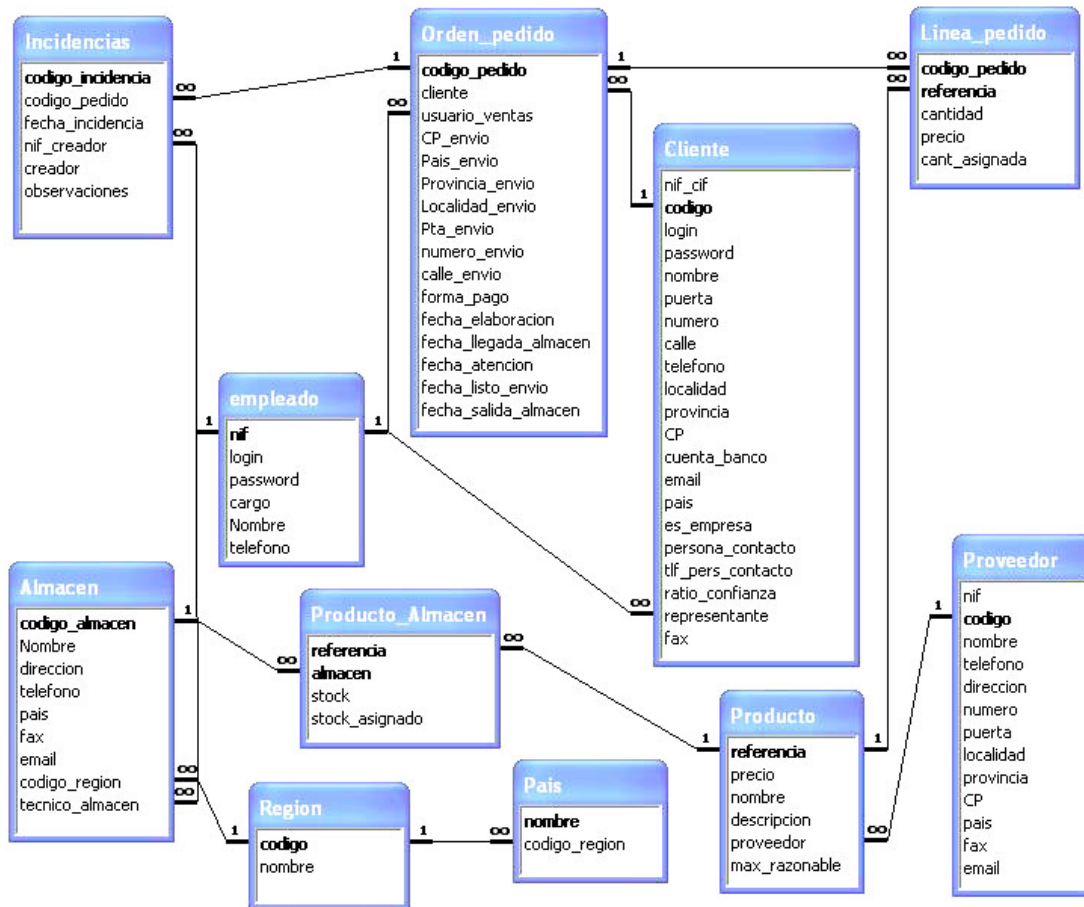 Incidencias
codigo_incidencia
codigo_pedido
fecha_incidencia
nif_creador
creador
observaciones
Orden_pedido
codigo_pedido
cliente
usuario_ventas
CP_envio
Pais_envio
Provincia_envio
Localidad_envio
Pta_envio
numero_envio
calle_envio
forma_pago
fecha_elaboracion
fecha_llegada_almacen
fecha_atencion
fecha_listo_envio
fecha_salida_almacen
Linea_pedido
codigo_pedido
referencia
cantidad
precio
cant_asignada
Cliente
nif_cif
codigo
login
password
nombre
puerta
numero
calle
telefono
localidad
provincia
CP
cuenta_banco
email
pais
es_empresa
persona_contacto
tlf_pers_contacto
ratio_confianza
representante
fax
empleado
nif
login
password
cargo
Nombre
telefono
Almacen
codigo_almacen
Nombre
direccion
telefono
pais
fax
email
codigo_region
tecnico_almacen
Producto_Almacen
referencia
almacen
stock
stock_asignado
Region
codigo
nombre
Pais
nombre
codigo_region
Producto
referencia
precio
nombre
descripcion
proveedor
max_razonable
Proveedor
nif
codigo
nombre
telefono
direccion
numero
puerta
localidad
provincia
CP
pais
fax
email
1
∞
∞
1
∞
∞
1
∞
∞
∞
1
1
1
∞
1
∞
∞
1
∞
∞
1
1
∞
1
1
∞
1
∞